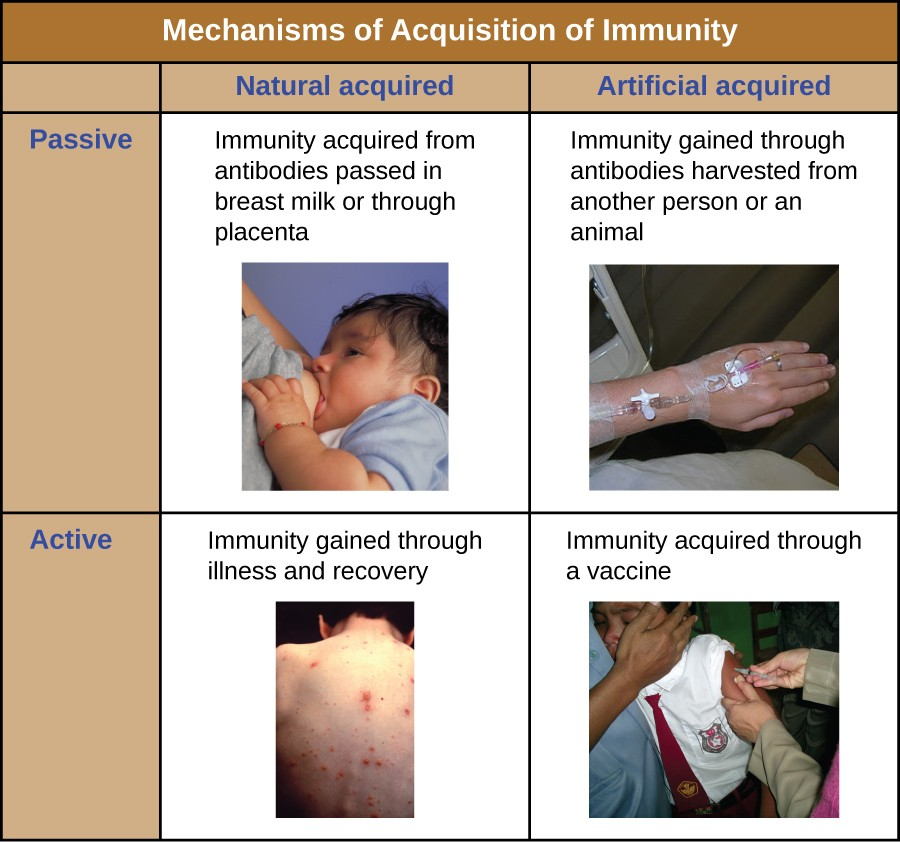 Mechanisms of Acquisition of Immunity
Natural acquired
Artificial acquired
Passive
Immunity acquired from
antibodies passed in
breast milk or through
placenta
Immunity gained through
antibodies harvested from
another person or an
animal
Active
Immunity gained through
illness and recovery
Immunity acquired through
a vaccine